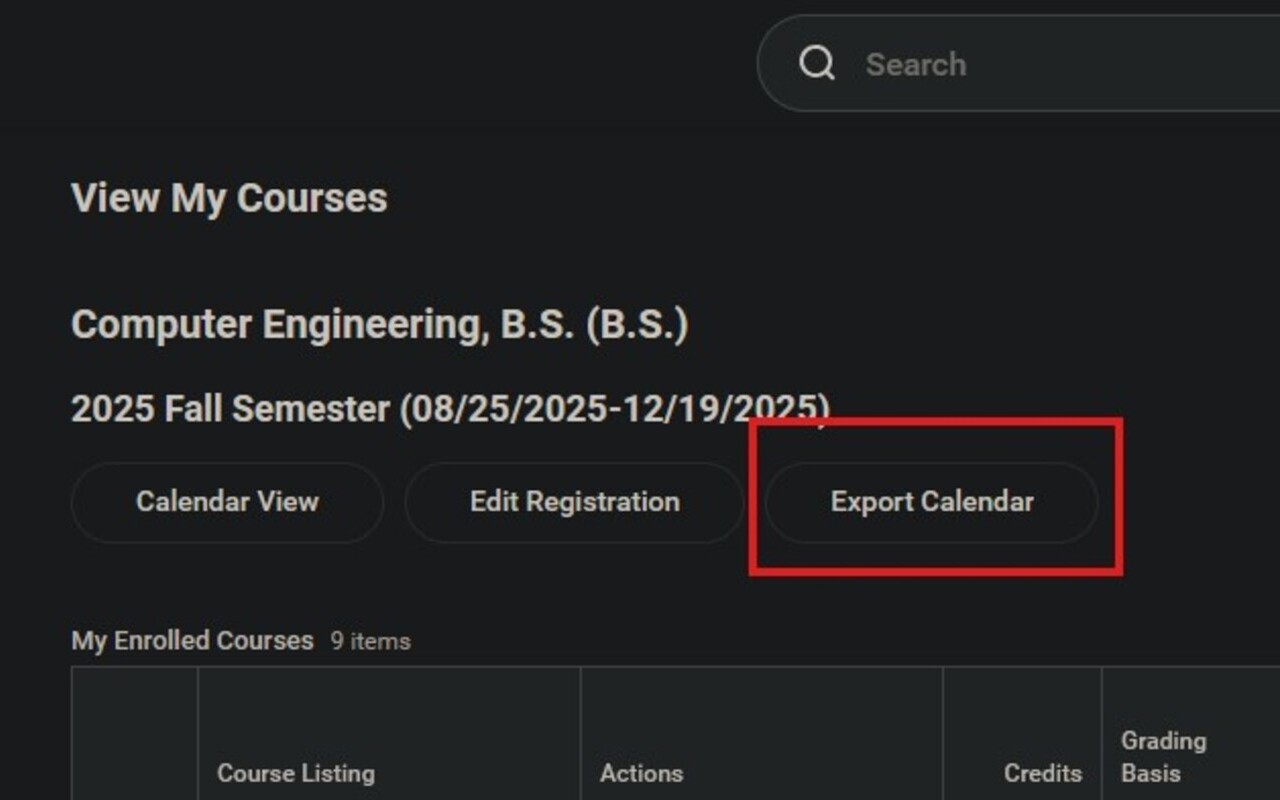 Search
View My Courses
Computer Engineering, B.S. (B.S.)
2025 Fall Semester (08/25/2025-12/19/2025)
Calendar View
Edit Registration
Export Calendar
My Enrolled Courses 9 items
Course Listing
Actions
Credits
Grading
Basis